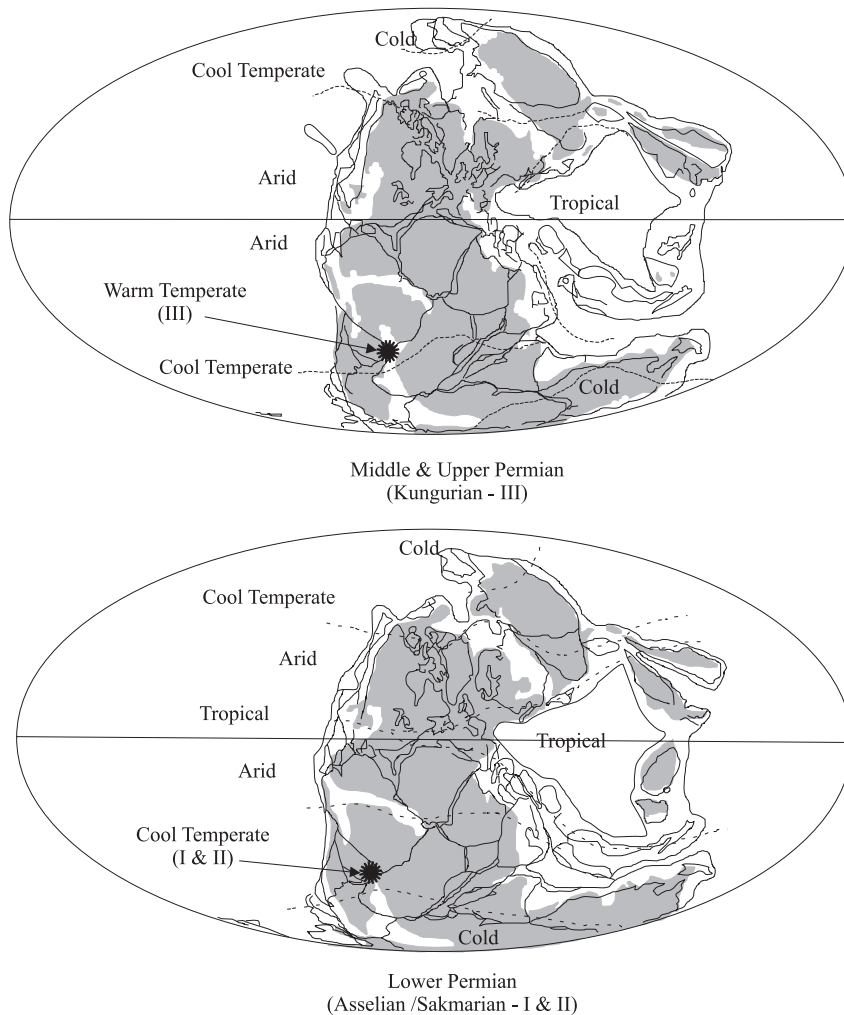 Cold
Cool Temperate
Arid
Tropical
Arid
Warm Temperate
(III)
Cool Temperate
Cold
Middle & Upper Permian
(Kungurian - III)
Cold
Cool Temperate
Arid
Tropical
Tropical
Arid
Cool Temperate
(I & II)
Cold
Lower Permian
(Asselian /Sakmarian - I & II)